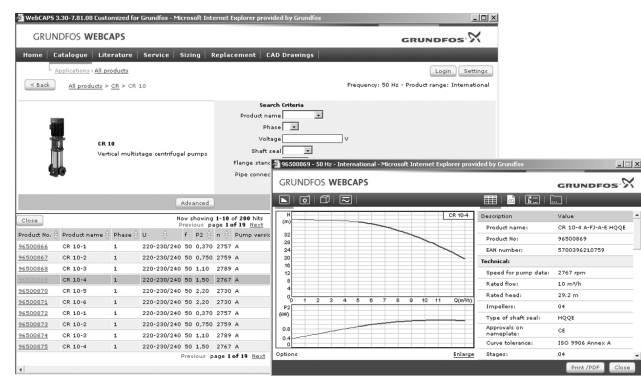 WebCAPS 3.30-7.81.08 Customized for Grundfos - Microsoft Internet Explorer provided by Grundfos
GRUNDFOS WEBCAPS
GRUNDFOS
Home Catalogue Literature Service Sizing Replacement CAD Drawings
Applications All products
Login Settings
< Back All products > CR > CR 10
Frequency: 50 Hz - Product range: International
CR 10
Vertical multistage centrifugal pumps
Search Criteria
Product name
Phase
Voltage V
Shaft seal
Flange stan
Pipe connec
Advanced
Close
Now showing 1-10 of 200 hits
Previous page 1 of 19 Next
Product No. Product name Phase U f P2 n Pump versio
96500866 CR 10-1 1 220-230/240 50 0,370 2757 A
96500867 CR 10-2 1 220-230/240 50 0,750 2759 A
96500868 CR 10-3 1 220-230/240 50 1,10 2789 A
CR 10-4 1 220-230/240 50 1,50 2767 A
96500870 CR 10-5 1 220-230/240 50 2,20 2730 A
96500871 CR 10-6 1 220-230/240 50 2,20 2730 A
96500872 CR 10-1 1 220-230/240 50 0,370 2757 A
96500873 CR 10-2 1 220-230/240 50 0,750 2759 A
96500874 CR 10-3 1 220-230/240 50 1,10 2789 A
96500875 CR 10-4 1 220-230/240 50 1,50 2767 A
Previous page 1 of 19 Next
96500869 - 50 Hz - International - Microsoft Internet Explorer provided by Grundfos
GRUNDFOS WEBCAPS
GRUNDFOS
H
(m)
CR 10-4
32
28
24
20
16
12
8
4
0
0 1 2 3 4 5 6 7 8 9 10 11 Q(m³/h)
P2
(kW)
0.8
0.4
0
Options Enlarge
Description Value
Product name: CR 10-4 A-FJ-A-E HQQE
Product No: 96500869
EAN number: 5700396210759
Technical:
Speed for pump data: 2767 rpm
Rated flow: 10 m³/h
Rated head: 29.2 m
Impellers: 04
Type of shaft seal: HQQE
Approvals on nameplate: CE
Curve tolerance: ISO 9906 Annex A
Stages: 04
Print/PDF Close